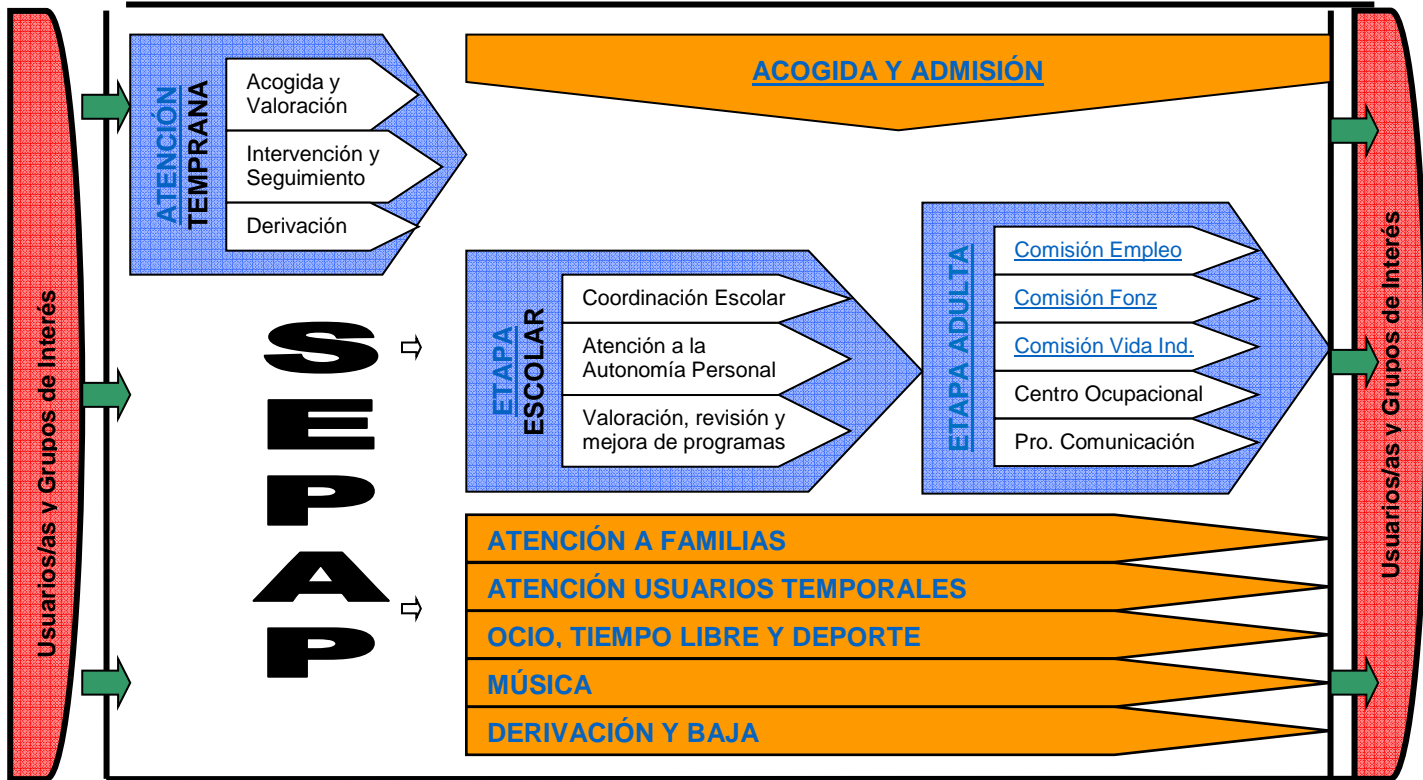 Usuarios/as y Grupos de Interés
ATENCIÓN
TEMPRANA
Acogida y
Valoración
Intervención y
Seguimiento
Derivación
ACOGIDA Y ADMISIÓN
SEPAP
ETAPA
ESCOLAR
Coordinación Escolar
Atención a la
Autonomía Personal
Valoración, revisión y
mejora de programas
ETAPA ADULTA
Comisión Empleo
Comisión Fonz
Comisión Vida Ind.
Centro Ocupacional
Pro. Comunicación
ATENCIÓN A FAMILIAS
ATENCIÓN USUARIOS TEMPORALES
OCIO, TIEMPO LIBRE Y DEPORTE
MÚSICA
DERIVACIÓN Y BAJA
Usuarios/as y Grupos de Interés